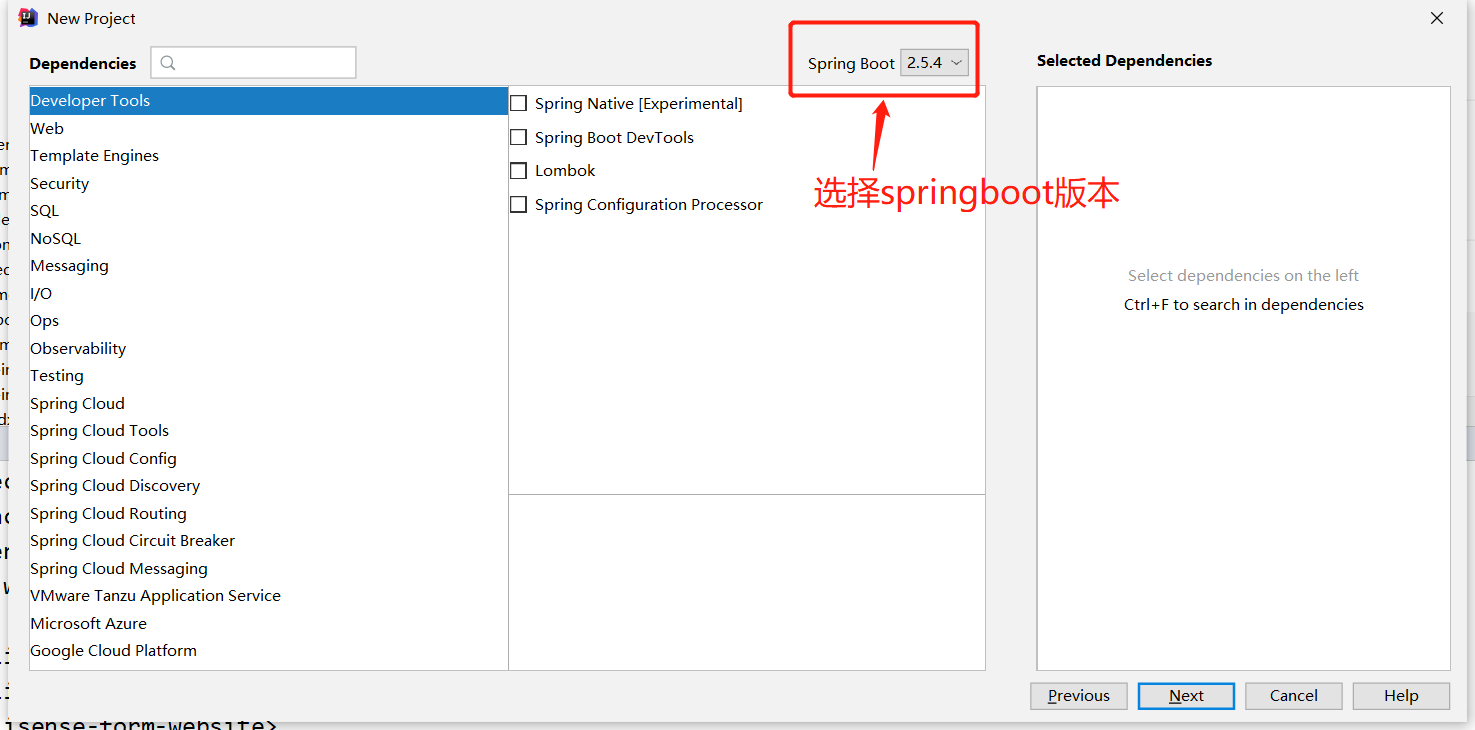 New Project
Dependencies
Spring Boot 2.5.4
Selected Dependencies
Developer Tools
Web
Template Engines
Security
SQL
NoSQL
Messaging
I/O
Ops
Observability
Testing
Spring Cloud
Spring Cloud Tools
Spring Cloud Config
Spring Cloud Discovery
Spring Cloud Routing
Spring Cloud Circuit Breaker
Spring Cloud Messaging
VMware Tanzu Application Service
Microsoft Azure
Google Cloud Platform
Spring Native [Experimental]
Spring Boot DevTools
Lombok
Spring Configuration Processor
选择springboot版本
Select dependencies on the left
Ctrl+F to search in dependencies
Previous
Next
Cancel
Help
isense-form-website>